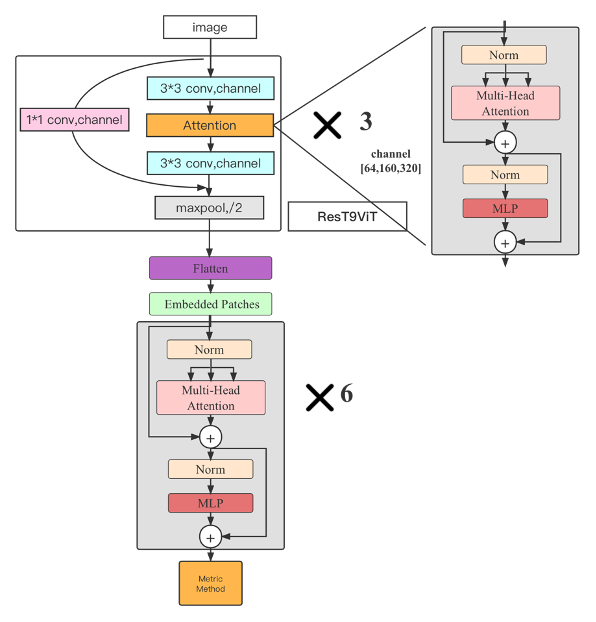 image
3*3 conv,channel
1*1 conv,channel
Attention
3*3 conv,channel
maxpool,/2
3
channel
[64,160,320]
ResT9ViT
Norm
Multi-Head
Attention
+
Norm
MLP
+
Flatten
Embedded Patches
Norm
Multi-Head
Attention
+
Norm
MLP
+
6
Metric
Method